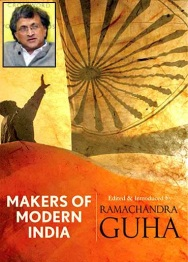 Edited & Introduced by
RAMACHANDRA
GUHA
MAKERS OF
MODERN
INDIA